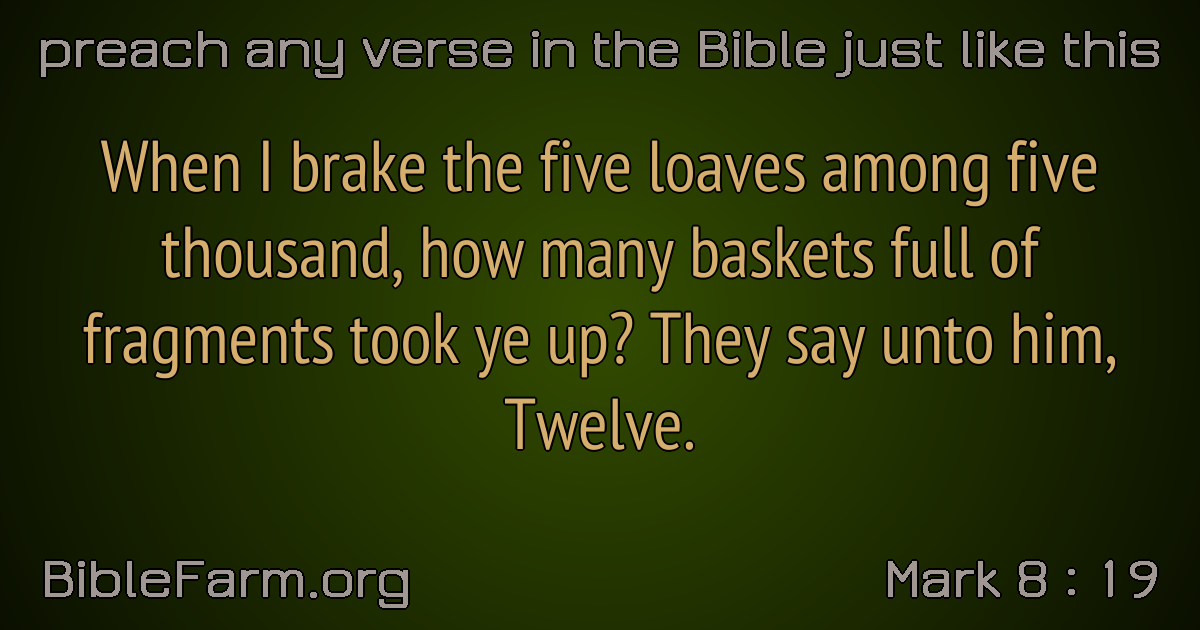 preach any verse in the Bible just like this
When I brake the five loaves among five
thousand, how many baskets full of
fragments took ye up? They say unto him,
Twelve.
BibleFarm.org
Mark 8 : 19